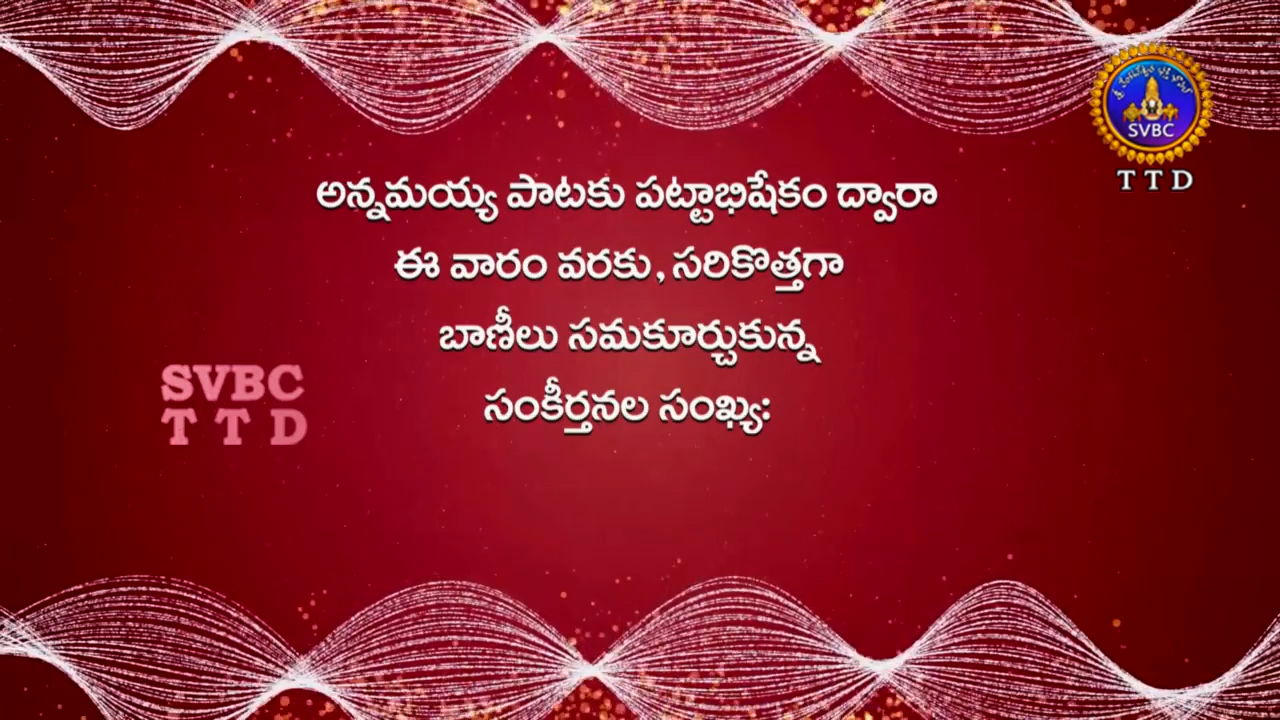 అన్నమయ్య పాటకు పట్టాభిషేకం ద్వారా
ఈ వారం వరకు, సరికొత్తగా
బాణీలు సమకూర్చుకున్న
సంకీర్తనల సంఖ్య:
SVBC
TTD
SVBC
TTD